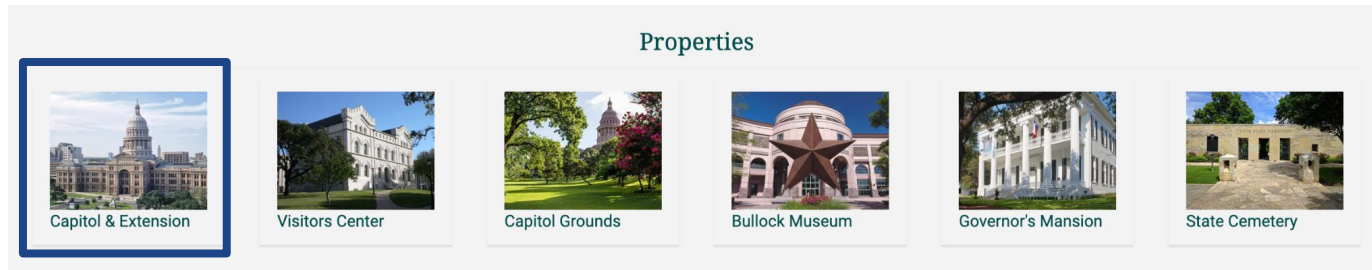 Properties
Capitol & Extension
Visitors Center
Capitol Grounds
Bullock Museum
Governor's Mansion
State Cemetery